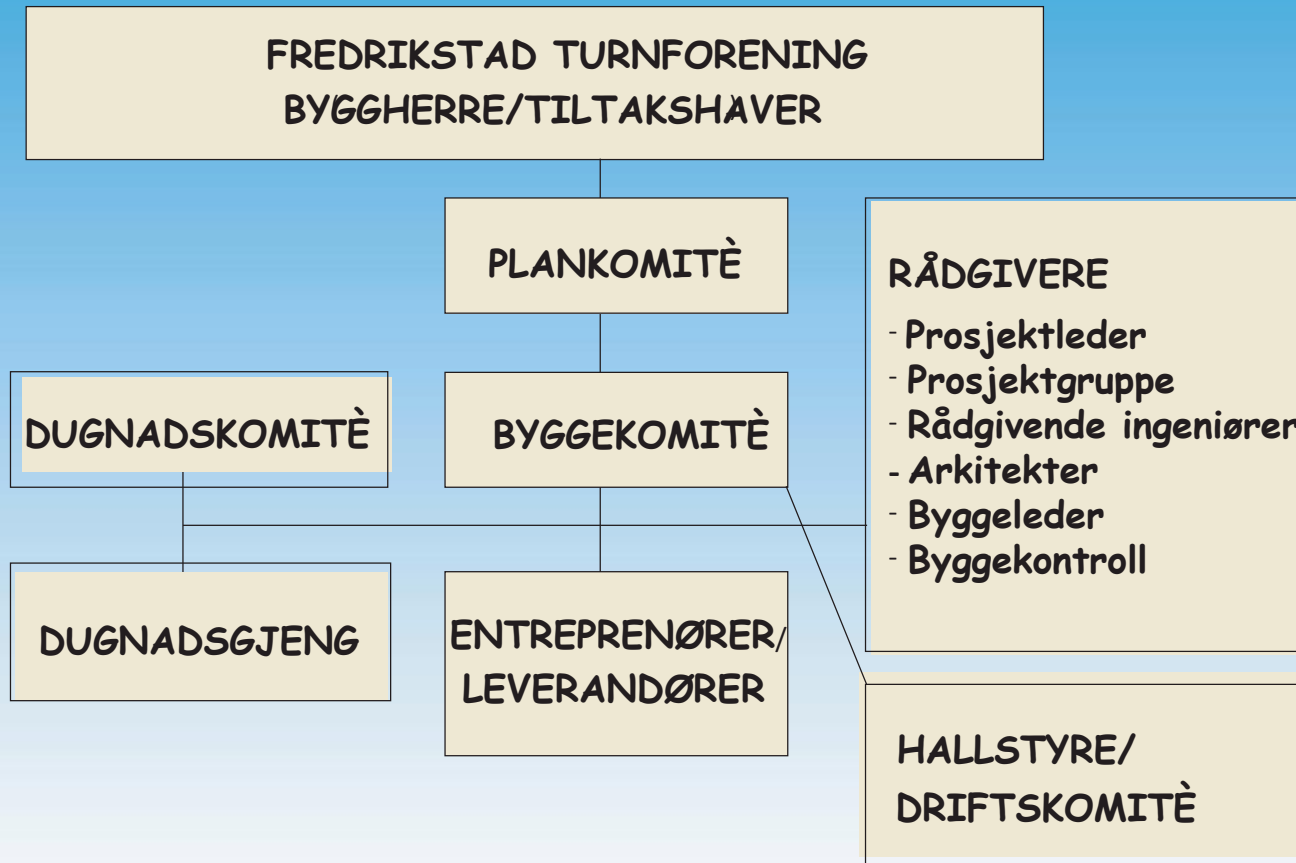 FREDRIKSTAD TURNFORENING
BYGGHERRE/TILTAKSHAVER
PLANKOMITÈ
RÅDGIVERE
- Prosjektleder
- Prosjektgruppe
- Rådgivende ingeniører
- Arkitekter
- Byggeleder
- Byggekontroll
DUGNADSKOMITÈ
BYGGEKOMITÈ
DUGNADSGJENG
ENTREPRENØRER/
LEVERANDØRER
HALLSTYRE/
DRIFTSKOMITÈ